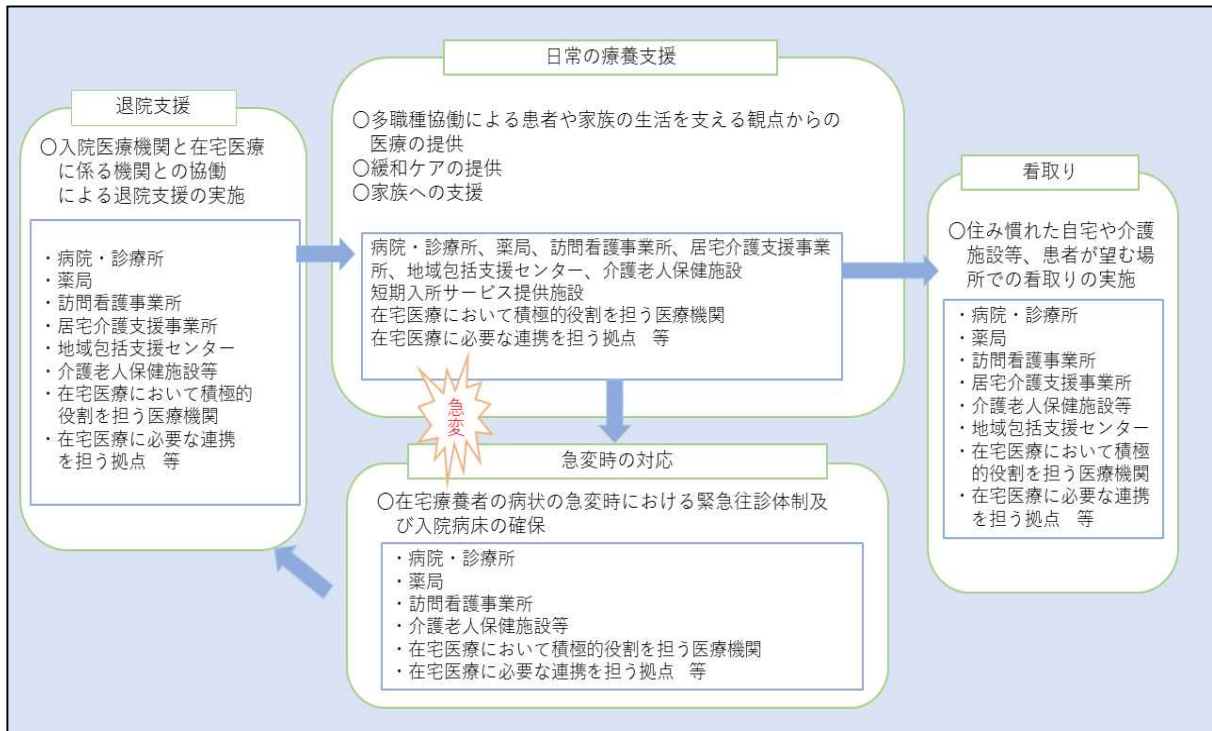 退院支援
〇入院医療機関と在宅医療
に係る機関との協働
による退院支援の実施
・病院・診療所
・薬局
・訪問看護事業所
・居宅介護支援事業所
・地域包括支援センター
・介護老人保健施設等
・在宅医療において積極的
役割を担う医療機関
・在宅医療に必要な連携
を担う拠点　等
日常の療養支援
〇多職種協働による患者や家族の生活を支える観点からの
医療の提供
〇緩和ケアの提供
〇家族への支援
病院・診療所、薬局、訪問看護事業所、居宅介護支援事業
所、地域包括支援センター、介護老人保健施設
短期入所サービス提供施設
在宅医療において積極的役割を担う医療機関
在宅医療に必要な連携を担う拠点　等
急変
急変時の対応
〇在宅療養者の病状の急変時における緊急往診体制及
び入院病床の確保
・病院・診療所
・薬局
・訪問看護事業所
・介護老人保健施設等
・在宅医療において積極的役割を担う医療機関
・在宅医療に必要な連携を担う拠点　等
看取り
〇住み慣れた自宅や介護
施設等、患者が望む場
所での看取りの実施
・病院・診療所
・薬局
・訪問看護事業所
・居宅介護支援事業所
・介護老人保健施設等
・地域包括支援センター
・在宅医療において積極
的役割を担う医療機関
・在宅医療に必要な連携
を担う拠点　等